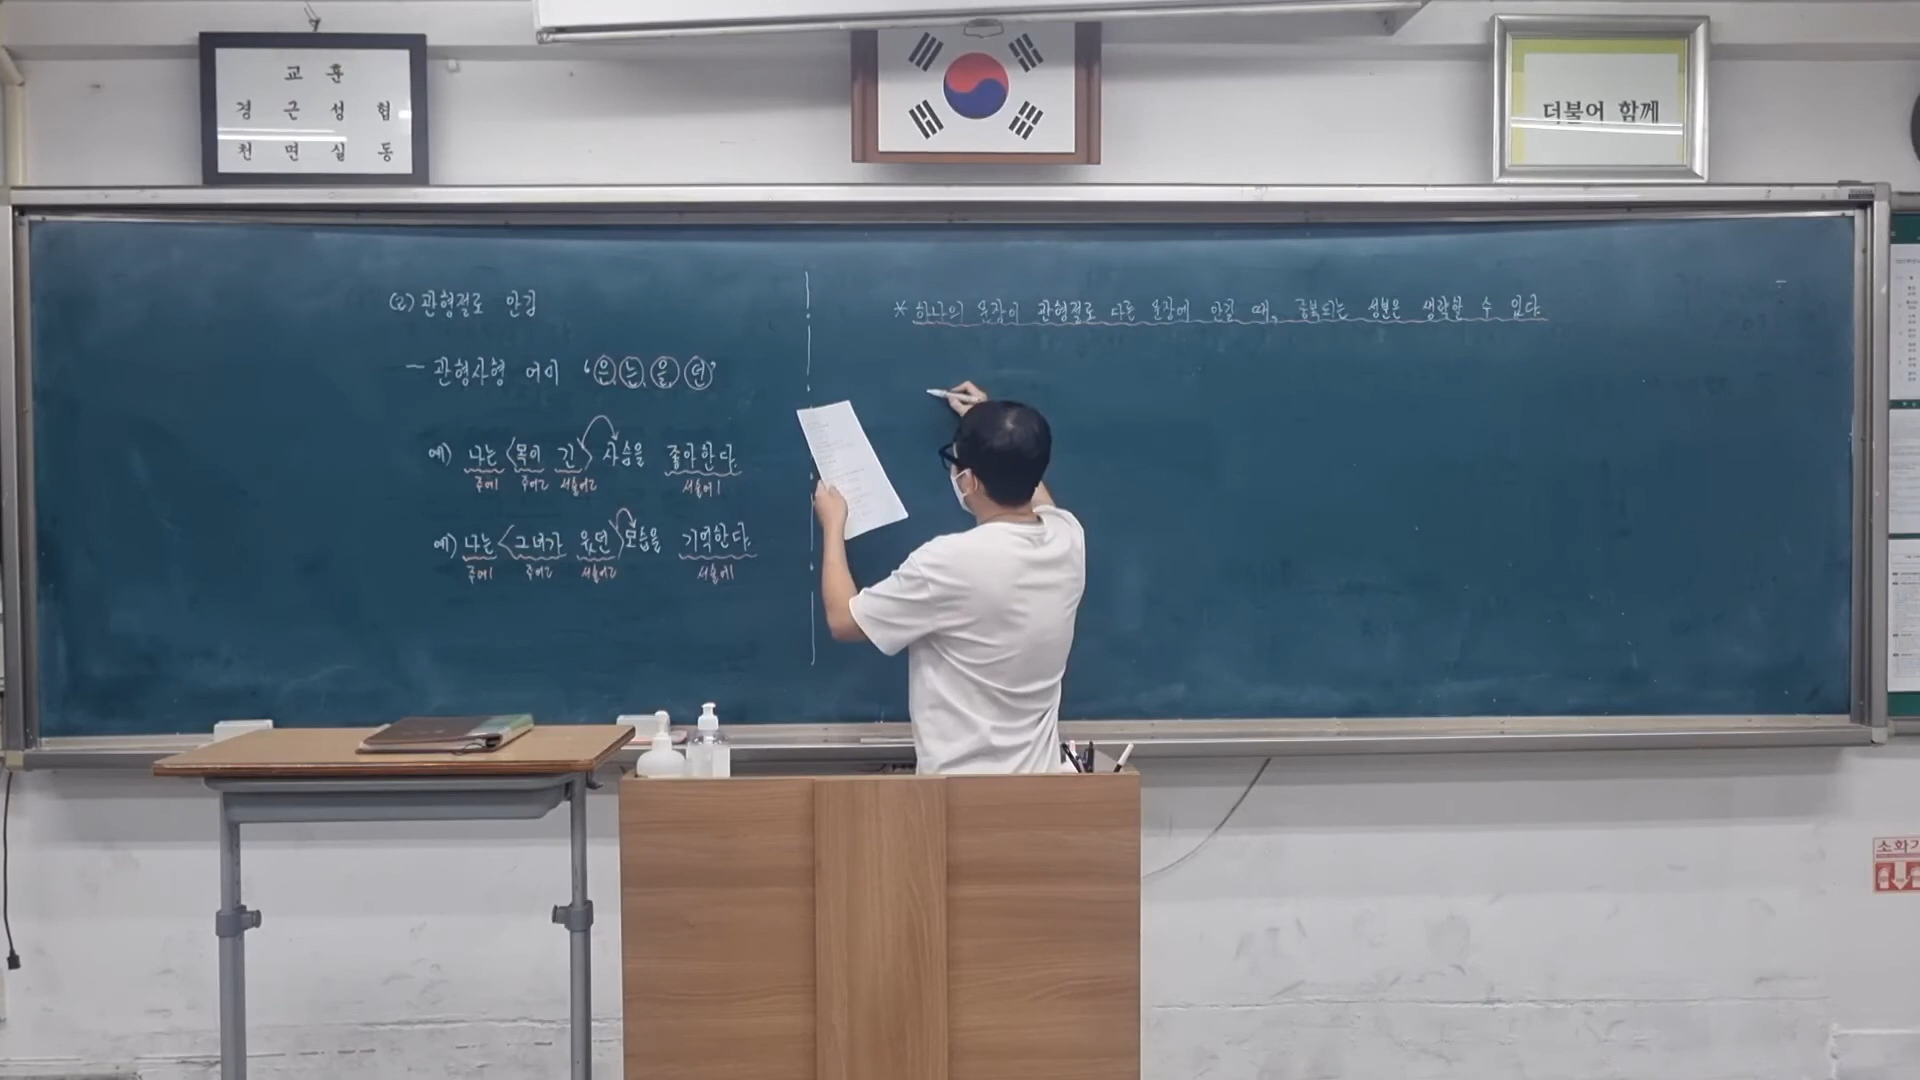 교 훈
경 근 성 협
천 면 실 동
더불어 함께
(2) 관형절로 안김
- 관형사형 어미 '은, 는, 을, 던'
예) 나는 <목이 긴> 사슴을 좋아한다.
주어1 주어2 서술어2 서술어1
예) 나는 <그녀가 웃던> 모습을 기억한다.
주어1 주어2 서술어2 서술어1
* 하나의 문장이 관형절로 다른 문장에 안길 때, 중복되는 성분은 생략할 수 있다.